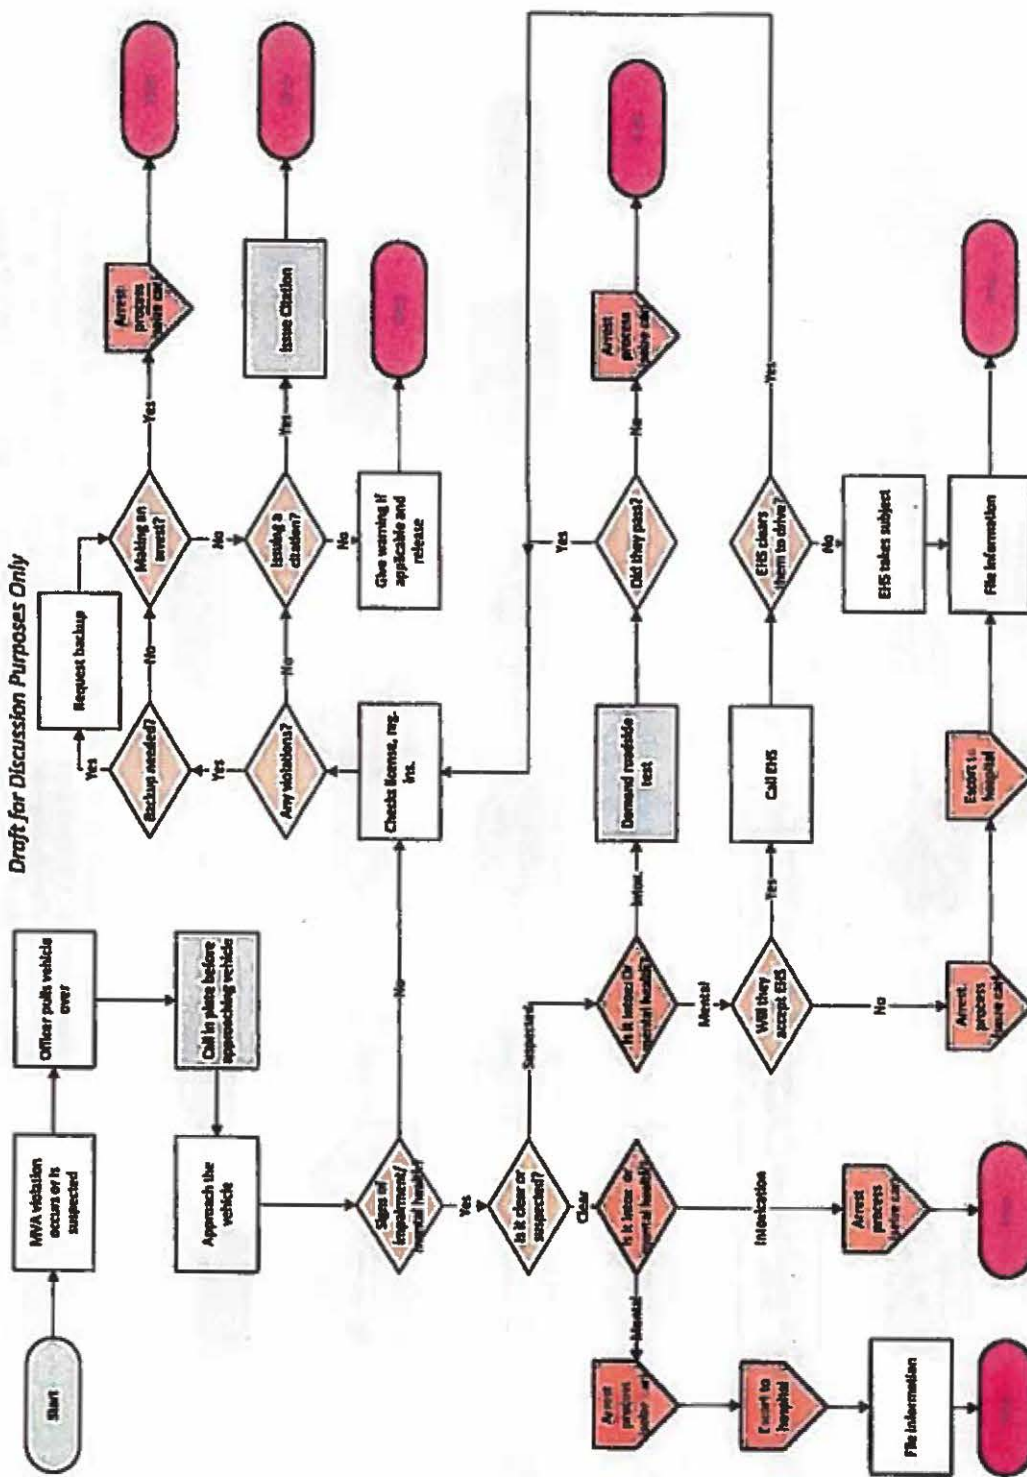 Draft for Discussion Purposes Only
Start
MVA violation
occurs or is
suspected
Officer pulls vehicle
over
Call in plate before
approaching vehicle
Approach the
vehicle
Signs of
impairment/
mental health?
No
Yes
Checks license, reg.
ins.
Any violations?
Yes
No
Backup needed?
Yes
No
Request backup
Making an
arrest?
Yes
No
Arrest
process
Issuing a
citation?
Yes
No
Issue Citation
Give warning if
applicable and
release
Is it clear or
suspected?
Suspected
Clear
Is it intox Or
mental health?
Intox.
Mental
Demand roadside
test
Did they pass?
Yes
No
Arrest
process
Will they
accept EHS
Yes
No
Call EHS
EHS clears
them to drive?
Yes
No
EHS takes subject
File information
Arrest
process
Escort to
hospital
Is it intox or
mental health?
Intoxication
Mental
Arrest
process
Arrest
process
Escort to
hospital
File information